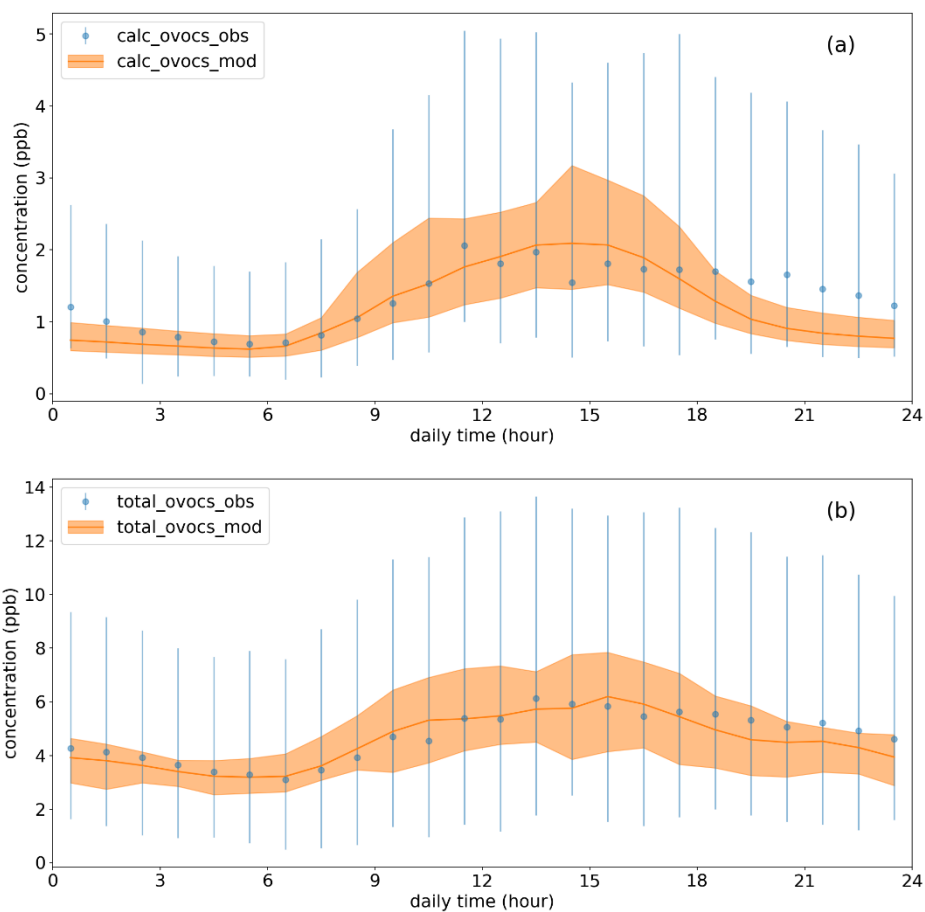 calc_ovocs_obs
calc_ovocs_mod
(a)
concentration (ppb)
5
4
3
2
1
0
0 3 6 9 12 15 18 21 24
daily time (hour)
total_ovocs_obs
total_ovocs_mod
(b)
concentration (ppb)
14
12
10
8
6
4
2
0
0 3 6 9 12 15 18 21 24
daily time (hour)